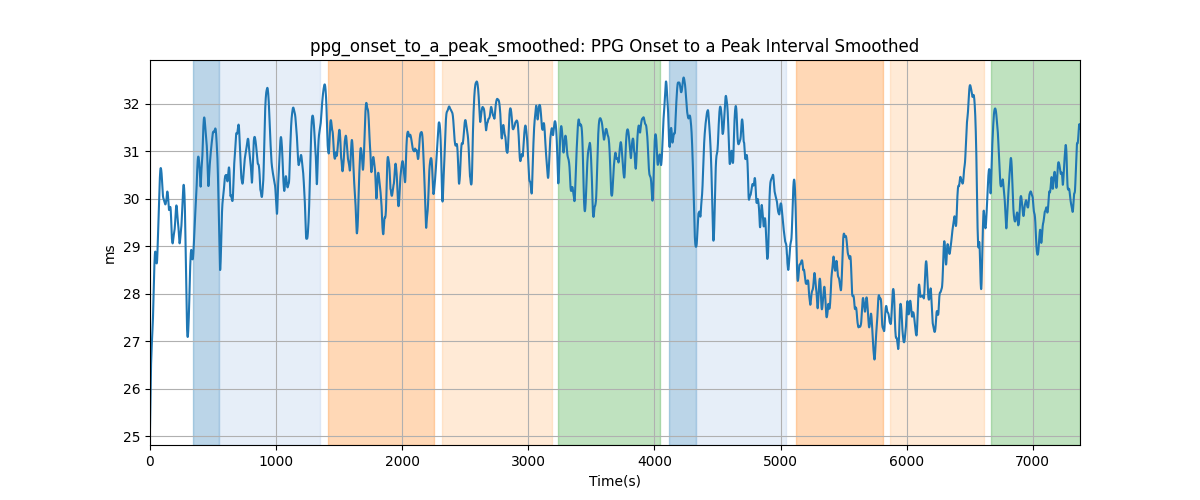 ppg_onset_to_a_peak_smoothed: PPG Onset to a Peak Interval Smoothed
32
31
30
29
28
27
26
25
ms
0 1000 2000 3000 4000 5000 6000 7000
Time(s)